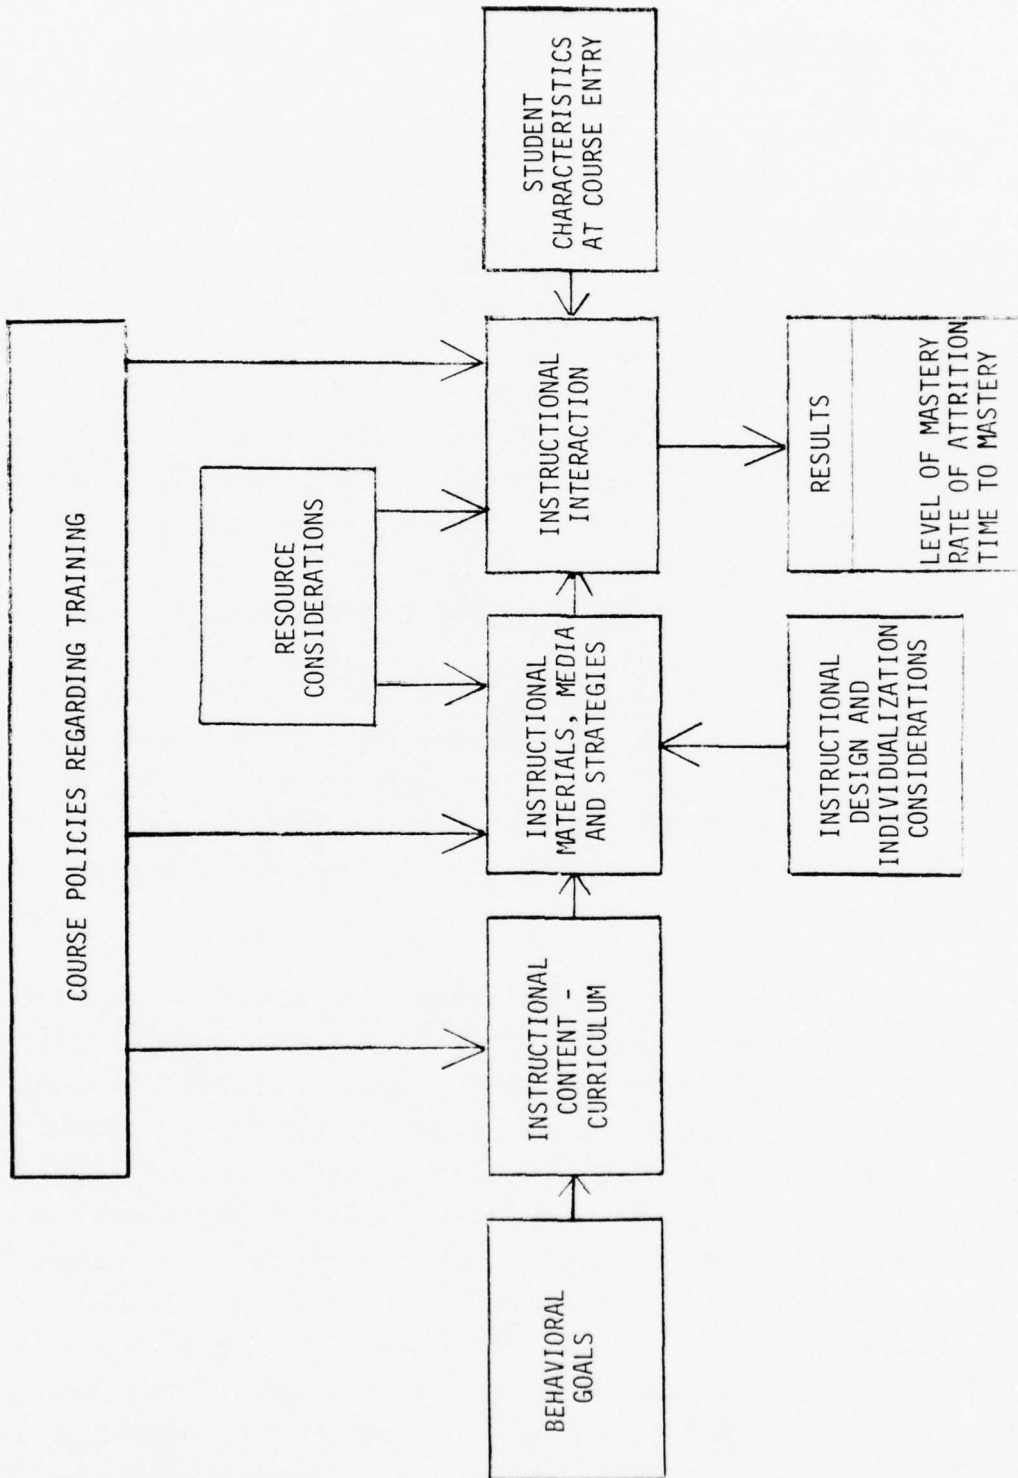 COURSE POLICIES REGARDING TRAINING
RESOURCE
CONSIDERATIONS
BEHAVIORAL
GOALS
INSTRUCTIONAL
CONTENT -
CURRICULUM
INSTRUCTIONAL
MATERIALS, MEDIA
AND STRATEGIES
INSTRUCTIONAL
INTERACTION
STUDENT
CHARACTERISTICS
AT COURSE ENTRY
INSTRUCTIONAL
DESIGN AND
INDIVIDUALIZATION
CONSIDERATIONS
RESULTS
LEVEL OF MASTERY
RATE OF ATTRITION
TIME TO MASTERY